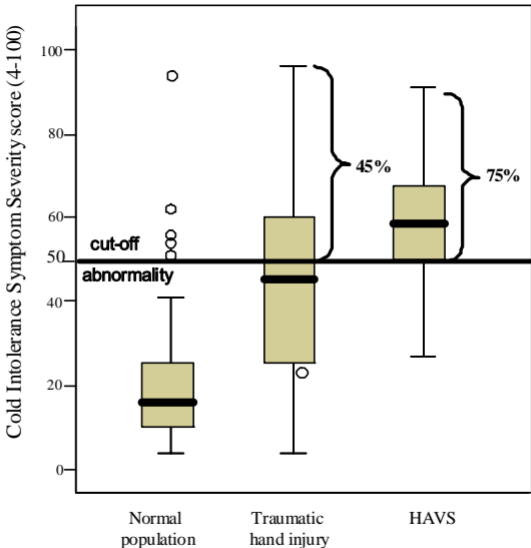 Cold Intolerance Symptom Severity score (4-100)
100
80
60
50
40
20
0
45%
75%
cut-off
abnormality
Normal
population
Traumatic
hand injury
HAVS